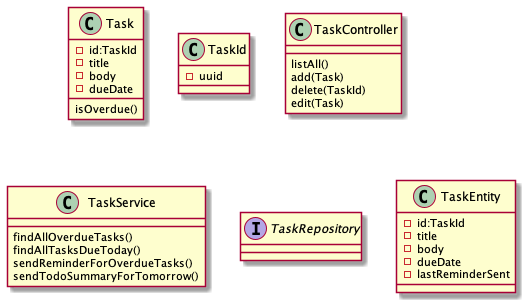 C Task
id:TaskId
title
body
dueDate
isOverdue()
C TaskId
uuid
C TaskController
listAll()
add(Task)
delete(TaskId)
edit(Task)
C TaskService
findAllOverdueTasks()
findAllTasksDueToday()
sendReminderForOverdueTasks()
sendTodoSummaryForTomorrow()
I TaskRepository
C TaskEntity
id:TaskId
title
body
dueDate
lastReminderSent